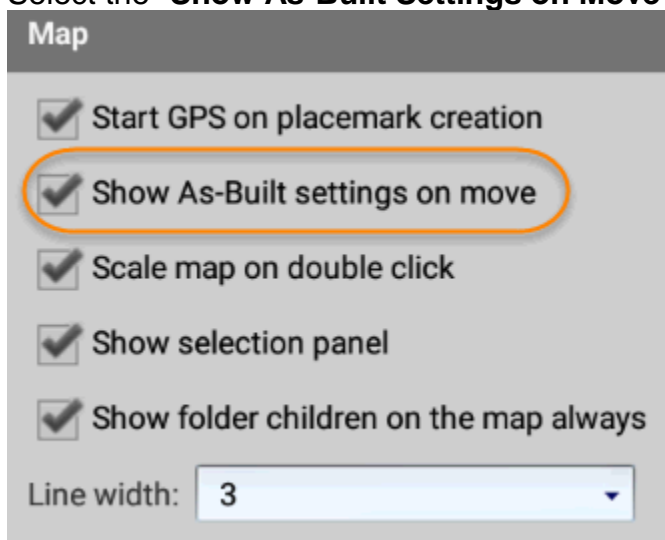 Select the "Show As-Built Settings on Move
Map
Start GPS on placemark creation
Show As-Built settings on move
Scale map on double click
Show selection panel
Show folder children on the map always
Line width: 3